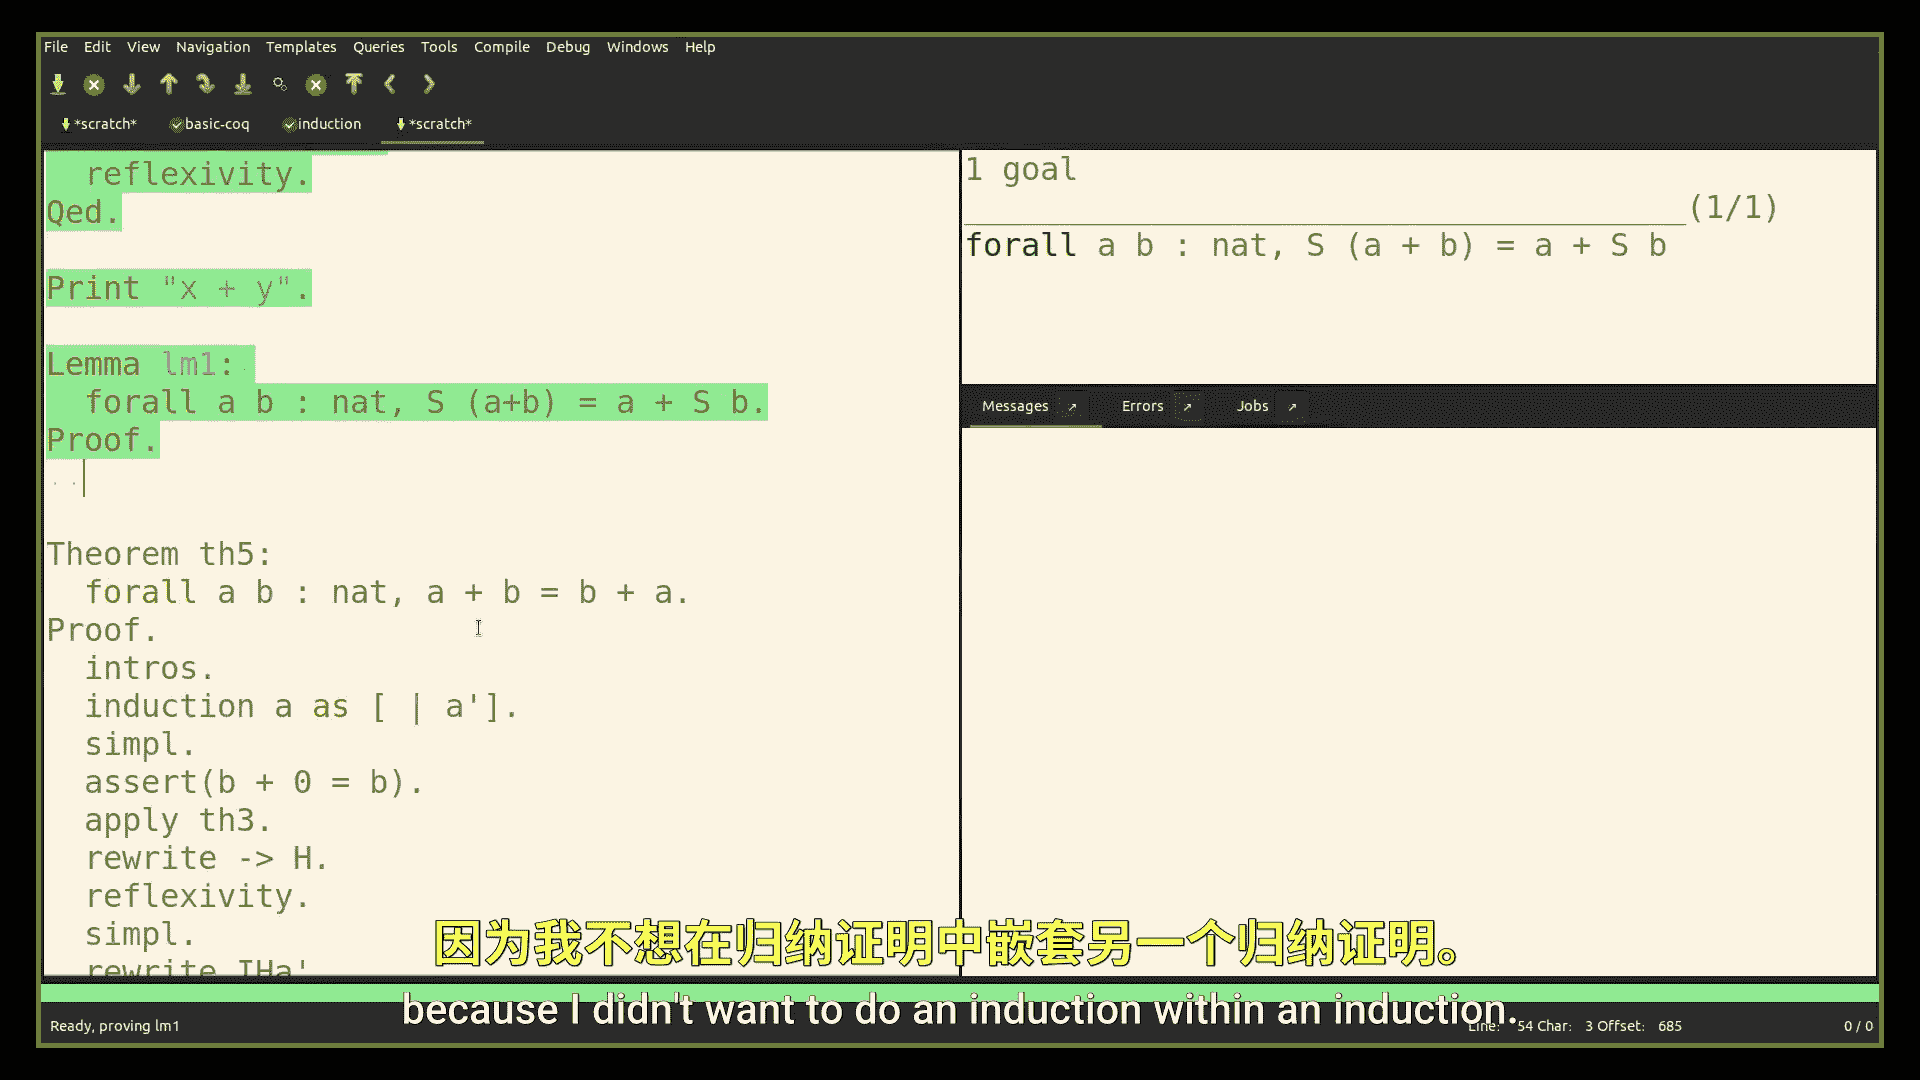 File Edit View Navigation Templates Queries Tools Compile Debug Windows Help
*scratch* basic-coq induction *scratch*
reflexivity.
Qed.
Print "x + y".
Lemma lm1:
forall a b : nat, S (a+b) = a + S b.
Proof.
Theorem th5:
forall a b : nat, a + b = b + a.
Proof.
intros.
induction a as [ | a'].
simpl.
assert(b + 0 = b).
apply th3.
rewrite -> H.
reflexivity.
simpl.
rewrite IHa'
1 goal
(1/1)
forall a b : nat, S (a + b) = a + S b
Messages Errors Jobs
因为我不想在归纳证明中嵌套另一个归纳证明。
because I didn't want to do an induction within an induction.
Ready, proving lm1
Line: 54 Char: 3 Offset: 685 0 / 0